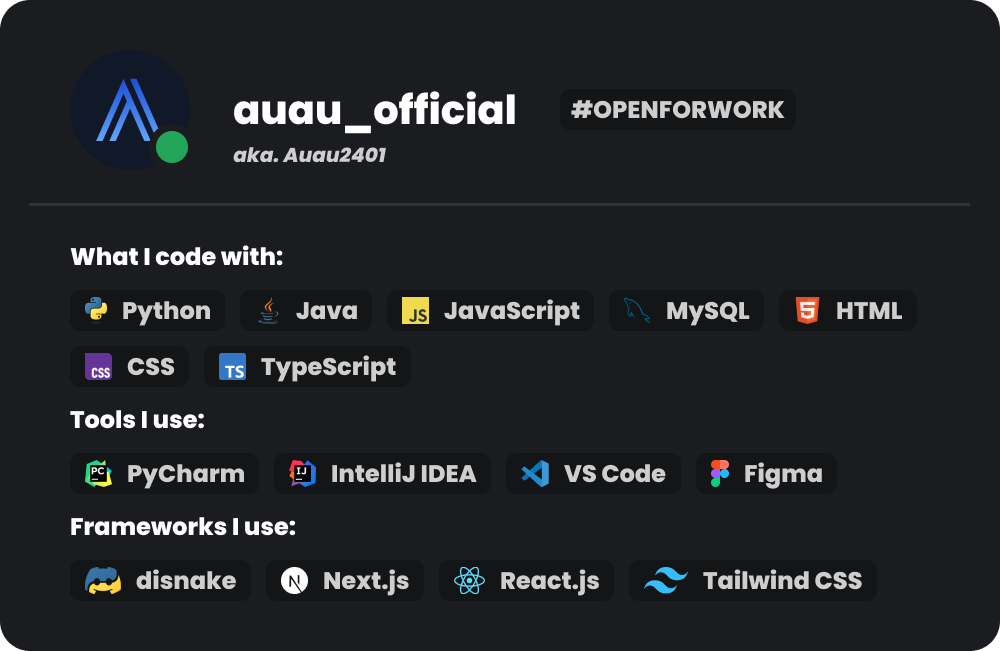 auau_official #OPENFORWORK
aka. Auau2401
What I code with:
Python Java JS JavaScript MySQL 5 HTML
CSS CSS TS TypeScript
Tools I use:
PC PyCharm IJ IntelliJ IDEA VS Code Figma
Frameworks I use:
disnake N Next.js React.js Tailwind CSS